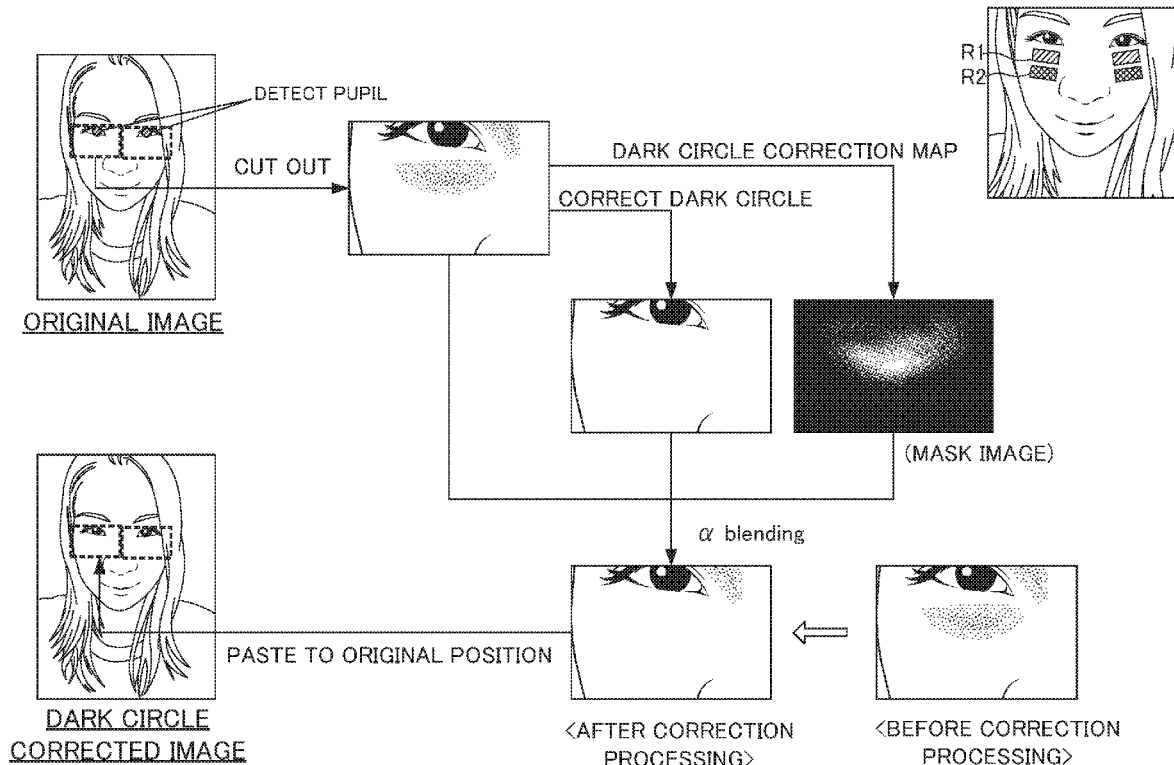 R1
R2
DETECT PUPIL
CUT OUT
DARK CIRCLE CORRECTION MAP
CORRECT DARK CIRCLE
ORIGINAL IMAGE
(MASK IMAGE)
α blending
PASTE TO ORIGINAL POSITION
DARK CIRCLE
CORRECTED IMAGE
<AFTER CORRECTION
PROCESSING>
<BEFORE CORRECTION
PROCESSING>